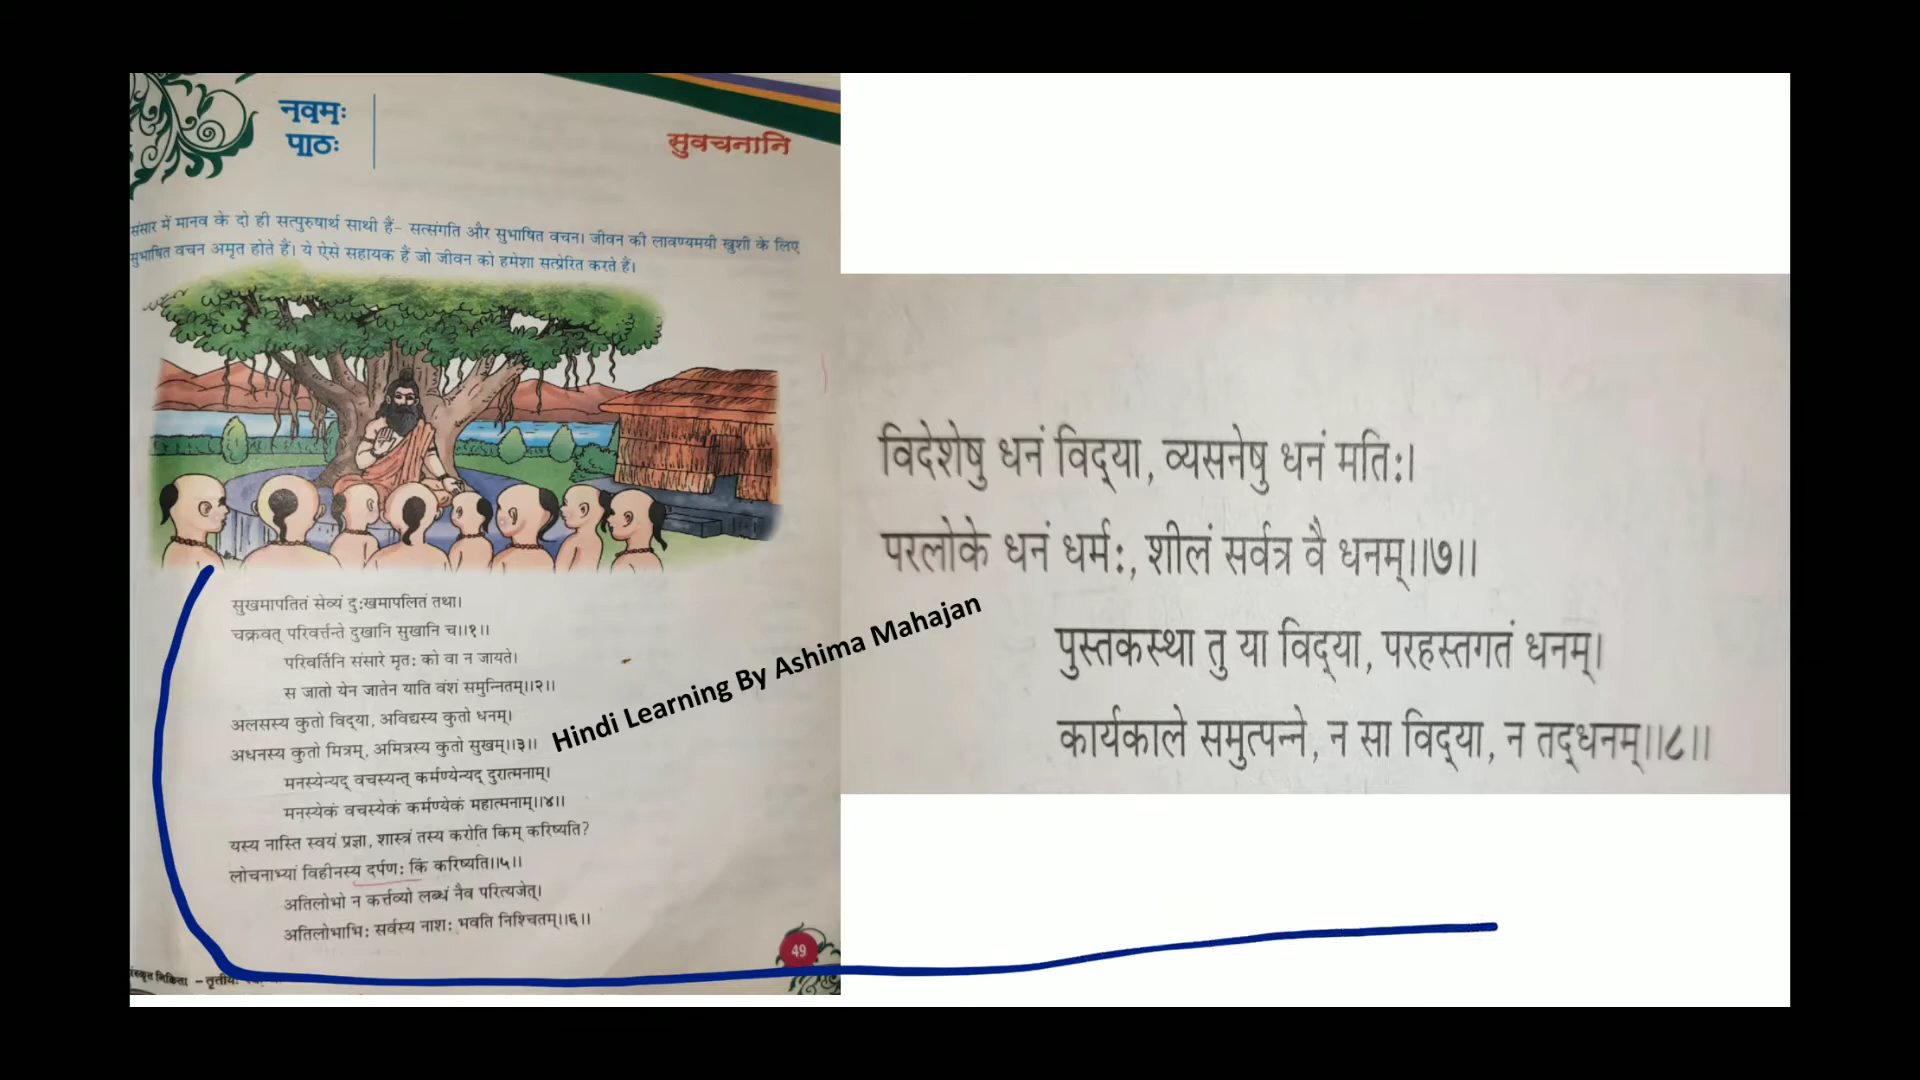 नवमः
पाठः
सुवचनानि
संसार में मानव के दो ही सत्पुरुषार्थ साथी हैं- सत्संगति और सुभाषित वचन। जीवन की लावण्यमयी खुशी के लिए
सुभाषित वचन अमृत होते हैं। ये ऐसे सहायक हैं जो जीवन को हमेशा सत्प्रेरित करते हैं।
सुखमापतितं सेव्यं दुःखमापलितं तथा।
चक्रवत् परिवर्त्तन्ते दुखानि सुखानि च॥१॥
परिवर्तिनि संसारे मृतः को वा न जायते।
स जातो येन जातेन याति वंशं समुन्नितम्॥२॥
अलसस्य कुतो विद्‌या, अविद्यस्य कुतो धनम्।
अधनस्य कुतो मित्रम्, अमित्रस्य कुतो सुखम्॥३॥
मनस्येन्यद् वचस्यन्त् कर्मण्येन्यद् दुरात्मनाम्।
मनस्येकं वचस्येकं कर्मण्येकं महात्मनाम्॥४॥
यस्य नास्ति स्वयं प्रज्ञा, शास्त्रं तस्य करोति किम् करिष्यति?
लोचनाभ्यां विहीनस्य दर्पणः किं करिष्यति॥५॥
अतिलोभो न कर्त्तव्यो लब्धं नैव परित्यजेत्।
अतिलोभाभिः सर्वस्य नाशः भवति निश्चितम्॥६॥
49
- तृतीयः
विदेशेषु धनं विद्‌या, व्यसनेषु धनं मतिः।
परलोके धनं धर्मः, शीलं सर्वत्र वै धनम्॥७॥
पुस्तकस्था तु या विद्‌या, परहस्तगतं धनम्।
कार्यकाले समुत्पन्ने, न सा विद्‌या, न तद्‌धनम्॥८॥
Hindi Learning By Ashima Mahajan